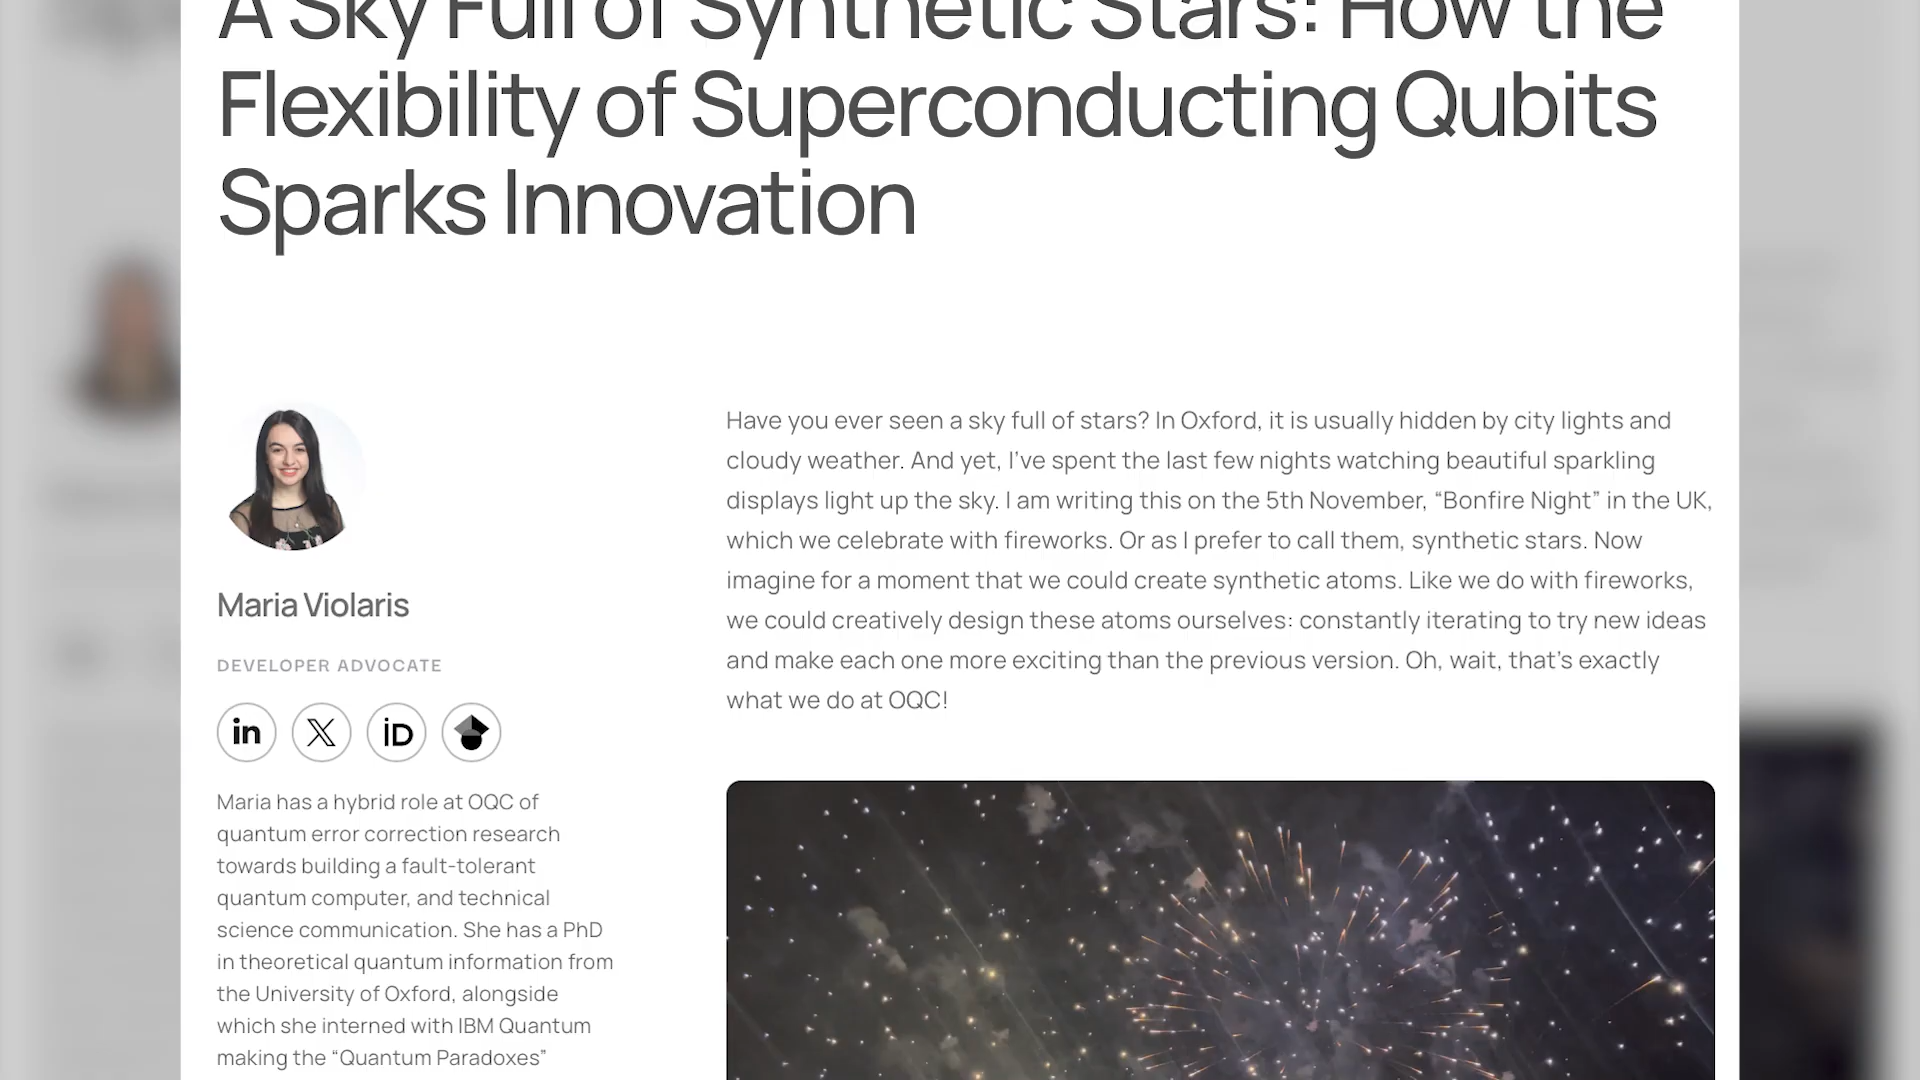 A Sky Full of Synthetic Stars: How the
Flexibility of Superconducting Qubits
Sparks Innovation
Maria Violaris
DEVELOPER ADVOCATE
in X iD
Maria has a hybrid role at OQC of
quantum error correction research
towards building a fault-tolerant
quantum computer, and technical
science communication. She has a PhD
in theoretical quantum information from
the University of Oxford, alongside
which she interned with IBM Quantum
making the “Quantum Paradoxes”
Have you ever seen a sky full of stars? In Oxford, it is usually hidden by city lights and
cloudy weather. And yet, I’ve spent the last few nights watching beautiful sparkling
displays light up the sky. I am writing this on the 5th November, “Bonfire Night” in the UK,
which we celebrate with fireworks. Or as I prefer to call them, synthetic stars. Now
imagine for a moment that we could create synthetic atoms. Like we do with fireworks,
we could creatively design these atoms ourselves: constantly iterating to try new ideas
and make each one more exciting than the previous version. Oh, wait, that’s exactly
what we do at OQC!